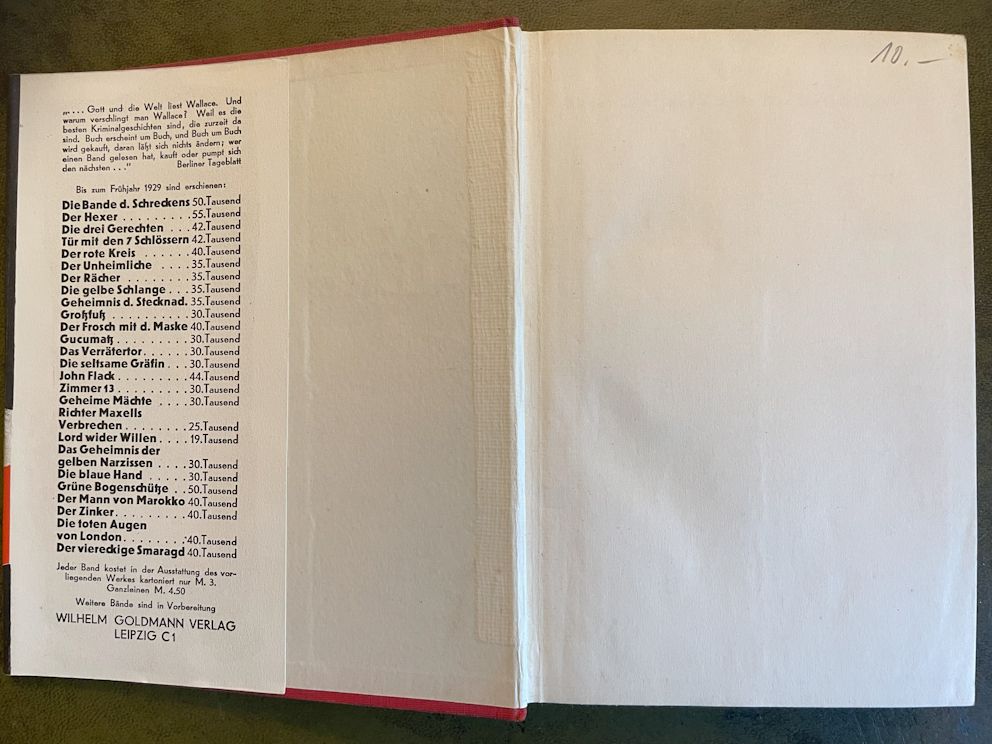 „. . . Gott und die Welt liest Wallace. Und
warum verschlingt man Wallace? Weil es die
besten Kriminalgeschichten sind, die zurzeit da
sind. Buch erscheint um Buch, und Buch um Buch
wird gekauft, daran läßt sich nichts ändern; wer
einen Band gelesen hat, kauft oder pumpt sich
den nächsten . . ." Berliner Tageblatt
Bis zum Frühjahr 1929 sind erschienen:
Die Bande d. Schreckens 50.Tausend
Der Hexer . . . . . . . . . 55.Tausend
Die drei Gerechten . . . 42.Tausend
Tür mit den 7 Schlössern 42.Tausend
Der rote Kreis . . . . . . 40.Tausend
Der Unheimliche . . . . 35.Tausend
Der Rächer . . . . . . . . 35.Tausend
Die gelbe Schlange . . . 35.Tausend
Geheimnis d. Stecknad. 35.Tausend
Großfuß . . . . . . . . . 30.Tausend
Der Frosch mit d. Maske 40.Tausend
Gucumatz . . . . . . . . . 30.Tausend
Das Verrätertor . . . . . . 30.Tausend
Die seltsame Gräfin . . . 30.Tausend
John Flack . . . . . . . . . 44.Tausend
Zimmer 13 . . . . . . . . . 30.Tausend
Geheime Mächte . . . . 30.Tausend
Richter Maxells
Verbrechen . . . . . . . . 25.Tausend
Lord wider Willen . . . . 19.Tausend
Das Geheimnis der
gelben Narzissen . . . . 30.Tausend
Die blaue Hand . . . . . 30.Tausend
Grüne Bogenschütze . . 50.Tausend
Der Mann von Marokko 40.Tausend
Der Zinker . . . . . . . . . 40.Tausend
Die toten Augen
von London . . . . . . . . 40.Tausend
Der viereckige Smaragd 40.Tausend
Jeder Band kostet in der Ausstattung des vor-
liegenden Werkes kartoniert nur M. 3.
Ganzleinen M. 4.50
Weitere Bände sind in Vorbereitung
WILHELM GOLDMANN VERLAG
LEIPZIG C1
10.—